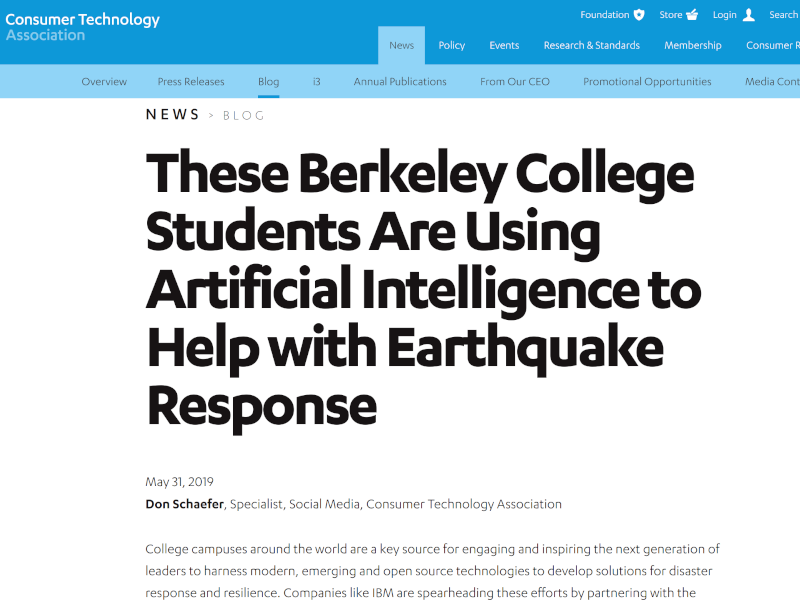 Consumer Technology
Association
Foundation Store Login Search
News Policy Events Research & Standards Membership Consumer R
Overview Press Releases Blog i3 Annual Publications From Our CEO Promotional Opportunities Media Cont
NEWS > BLOG
These Berkeley College
Students Are Using
Artificial Intelligence to
Help with Earthquake
Response
May 31, 2019
Don Schaefer, Specialist, Social Media, Consumer Technology Association
College campuses around the world are a key source for engaging and inspiring the next generation of
leaders to harness modern, emerging and open source technologies to develop solutions for disaster
response and resilience. Companies like IBM are spearheading these efforts by partnering with the